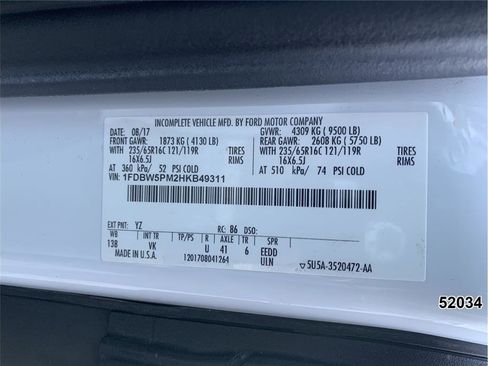 INCOMPLETE VEHICLE MFD. BY FORD MOTOR COMPANY
DATE: 08/17 GVWR: 4309 KG ( 9500 LB)
FRONT GAWR: 1873 KG ( 4130 LB) REAR GAWR: 2608 KG ( 5750 LB)
WITH 235/65R16C 121/119R TIRES WITH 235/65R16C 121/119R TIRES
16X6.5J RIMS 16X6.5J RIMS
AT 360 kPa/ 52 PSI COLD AT 510 kPa/ 74 PSI COLD
VIN: 1FDBW5PM2HKB49311
EXT PNT: YZ RC: 86 DSO:
WB INT TR TP/PS R AXLE TR SPR
138 VK U 41 6 EEDD
MADE IN U.S.A. 1201708041264 ULN
▽5U5A-3520472-AA
52034